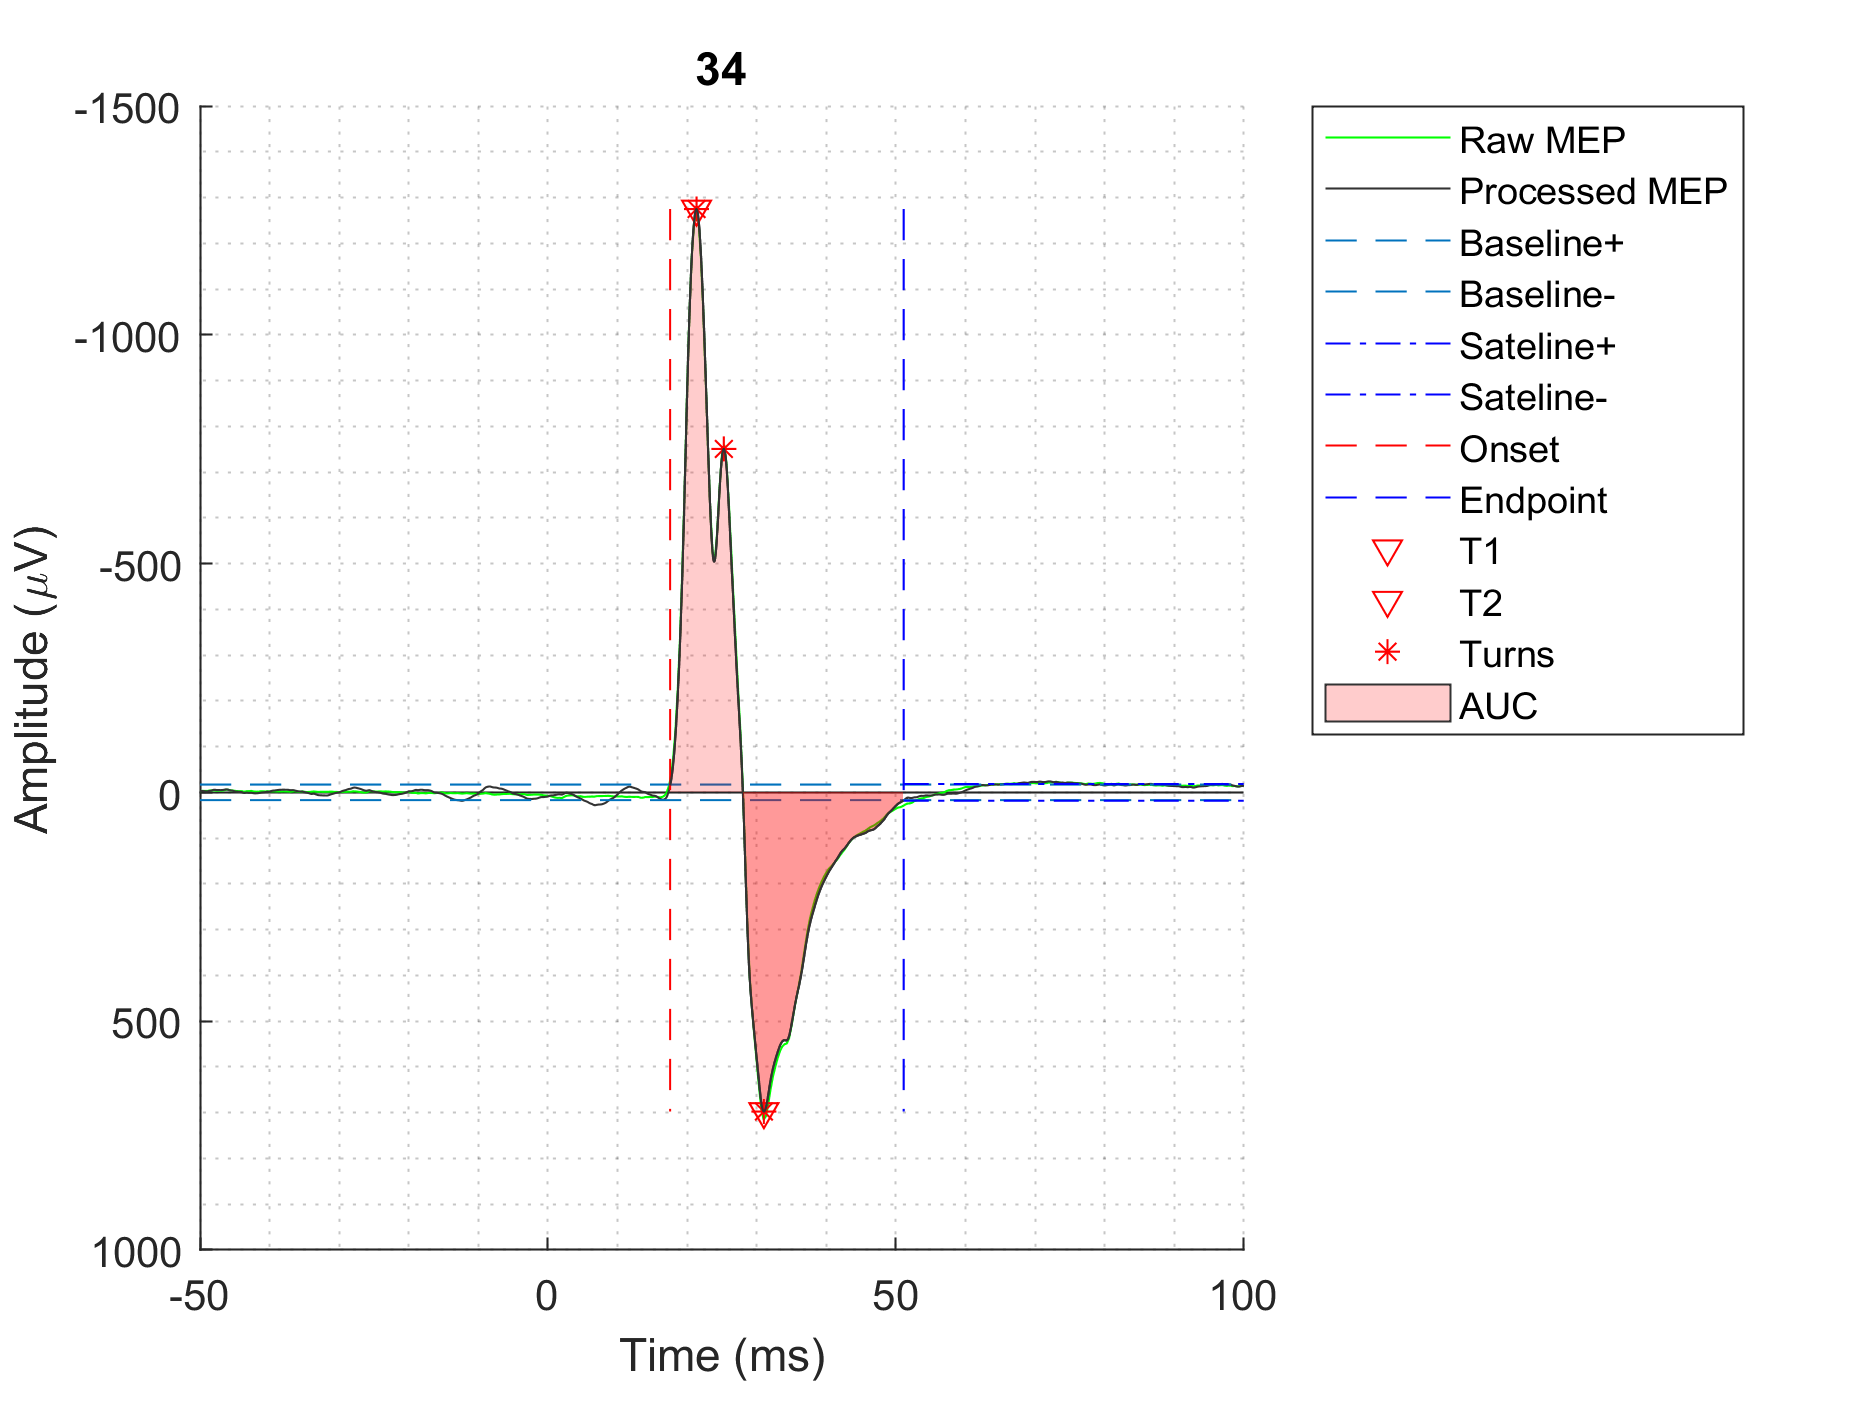 34
-1500
-1000
-500
0
500
1000
Amplitude (μV)
-50
0
50
100
Time (ms)
Raw MEP
Processed MEP
Baseline+
Baseline-
Sateline+
Sateline-
Onset
Endpoint
T1
T2
Turns
AUC